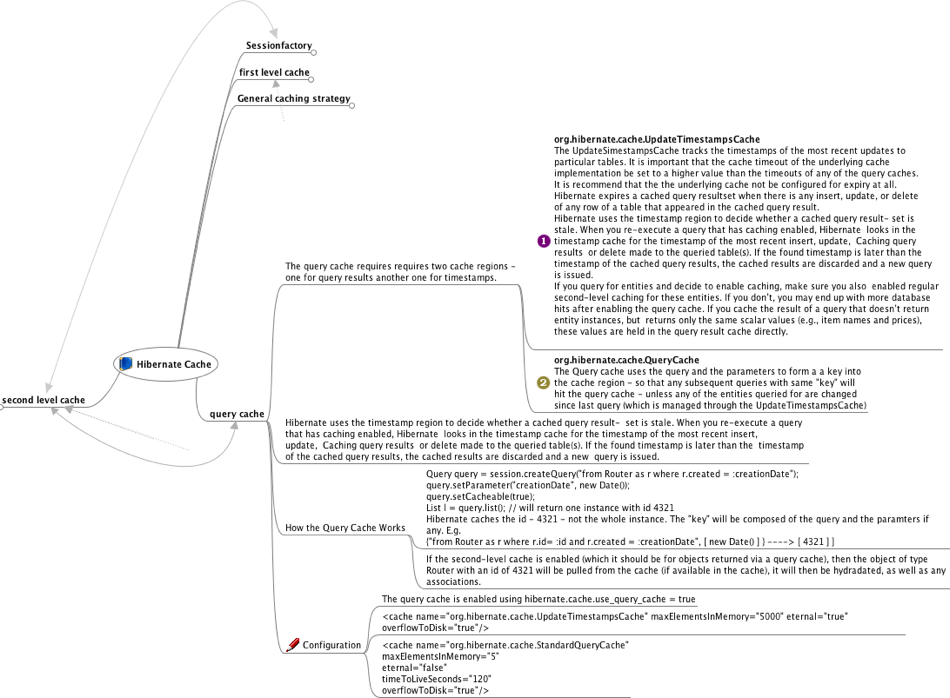 Sessionfactory
first level cache
General caching strategy
Hibernate Cache
second level cache
query cache
The query cache requires requires two cache regions -
one for query results another one for timestamps.
1
org.hibernate.cache.UpdateTimestampsCache
The UpdateSimestampsCache tracks the timestamps of the most recent updates to
particular tables. It is important that the cache timeout of the underlying cache
implementation be set to a higher value than the timeouts of any of the query caches.
It is recommend that the the underlying cache not be configured for expiry at all.
Hibernate expires a cached query resultset when there is any insert, update, or delete
of any row of a table that appeared in the cached query result.
Hibernate uses the timestamp region to decide whether a cached query result- set is
stale. When you re-execute a query that has caching enabled, Hibernate  looks in the
timestamp cache for the timestamp of the most recent insert, update,  Caching query
results  or delete made to the queried table(s). If the found timestamp is later than the
timestamp of the cached query results, the cached results are discarded and a new query
is issued.
If you query for entities and decide to enable caching, make sure you also  enabled regular
second-level caching for these entities. If you don't, you may end up with more database
hits after enabling the query cache. If you cache the result of a query that doesn't return
entity instances, but  returns only the same scalar values (e.g., item names and prices),
these values are held in the query result cache directly.
2
org.hibernate.cache.QueryCache
The Query cache uses the query and the parameters to form a a key into
the cache region - so that any subsequent queries with same "key" will
hit the query cache - unless any of the entities queried for are changed
since last query (which is managed through the UpdateTimestampsCache)
Hibernate uses the timestamp region to decide whether a cached query result-  set is stale. When you re-execute a query
that has caching enabled, Hibernate  looks in the timestamp cache for the timestamp of the most recent insert,
update,  Caching query results  or delete made to the queried table(s). If the found timestamp is later than the  timestamp
of the cached query results, the cached results are discarded and a new  query is issued.
How the Query Cache Works
Query query = session.createQuery("from Router as r where r.created = :creationDate");
query.setParameter("creationDate", new Date());
query.setCacheable(true);
List l = query.list(); // will return one instance with id 4321
Hibernate caches the id - 4321 - not the whole instance. The "key" will be composed of the query and the paramters if
any. E.g.
{"from Router as r where r.id= :id and r.created = :creationDate", [ new Date() ] } ----> [ 4321 ] ]
If the second-level cache is enabled (which it should be for objects returned via a query cache), then the object of type
Router with an id of 4321 will be pulled from the cache (if available in the cache), it will then be hydradated, as well as any
associations.
Configuration
The query cache is enabled using hibernate.cache.use_query_cache = true
<cache name="org.hibernate.cache.UpdateTimestampsCache" maxElementsInMemory="5000" eternal="true"
overflowToDisk="true"/>
<cache name="org.hibernate.cache.StandardQueryCache"
maxElementsInMemory="5"
eternal="false"
timeToLiveSeconds="120"
overflowToDisk="true"/>